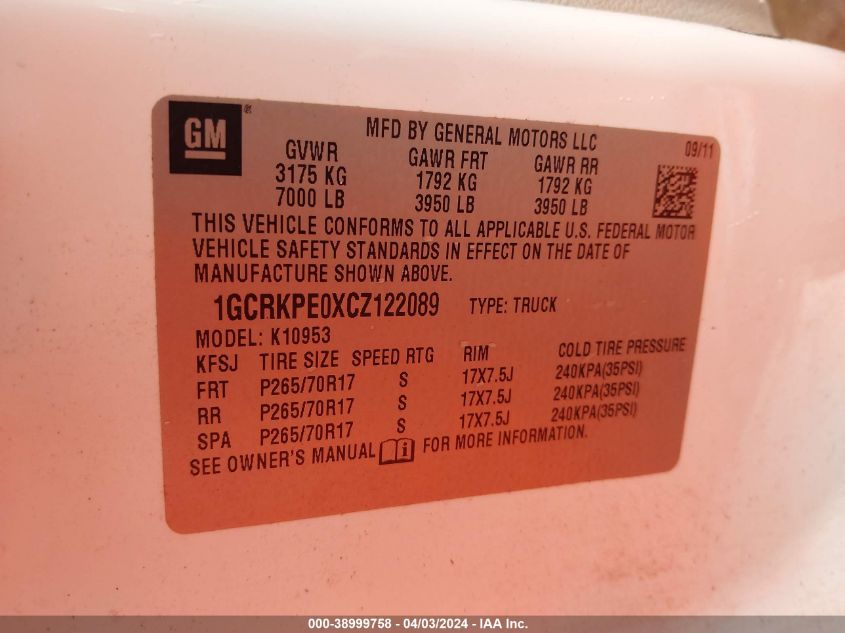 GM®
MFD BY GENERAL MOTORS LLC
09/11
GVWR GAWR FRT GAWR RR
3175 KG 1792 KG 1792 KG
7000 LB 3950 LB 3950 LB
THIS VEHICLE CONFORMS TO ALL APPLICABLE U.S. FEDERAL MOTOR
VEHICLE SAFETY STANDARDS IN EFFECT ON THE DATE OF
MANUFACTURE SHOWN ABOVE.
1GCRKPE0XCZ122089 TYPE: TRUCK
MODEL: K10953
KFSJ TIRE SIZE SPEED RTG RIM COLD TIRE PRESSURE
FRT P265/70R17 S 17X7.5J 240KPA(35PSI)
RR P265/70R17 S 17X7.5J 240KPA(35PSI)
SPA P265/70R17 S 17X7.5J 240KPA(35PSI)
SEE OWNER'S MANUAL i FOR MORE INFORMATION.
000-38999758 - 04/03/2024 - IAA Inc.